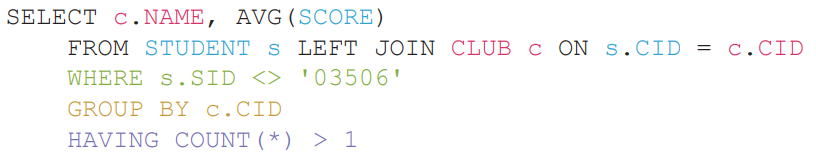 SELECT c.NAME, AVG(SCORE)
FROM STUDENT s LEFT JOIN CLUB c ON s.CID = c.CID
WHERE s.SID <> '03506'
GROUP BY c.CID
HAVING COUNT(*) > 1